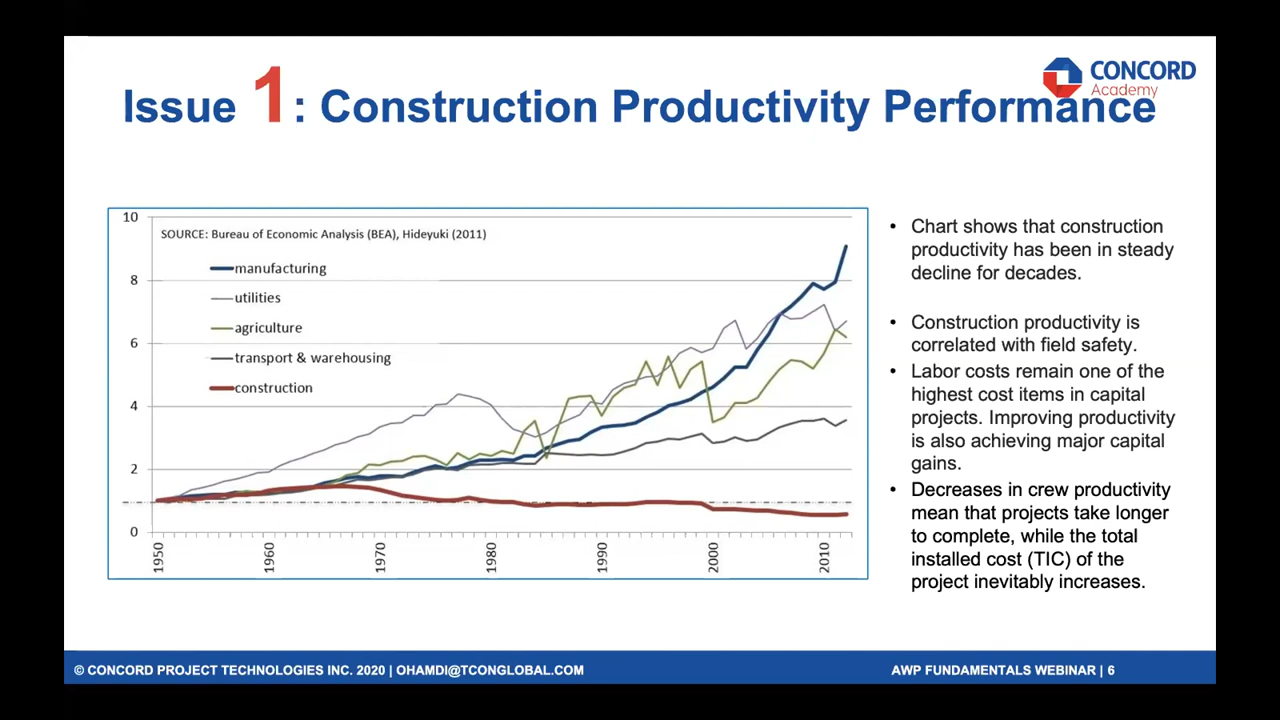 CONCORD
Academy
Issue 1: Construction Productivity Performance
10
8
6
4
2
0
SOURCE: Bureau of Economic Analysis (BEA), Hideyuki (2011)
manufacturing
utilities
agriculture
transport & warehousing
construction
1950
1960
1970
1980
1990
2000
2010
• Chart shows that construction
productivity has been in steady
decline for decades.
• Construction productivity is
correlated with field safety.
• Labor costs remain one of the
highest cost items in capital
projects. Improving productivity
is also achieving major capital
gains.
• Decreases in crew productivity
mean that projects take longer
to complete, while the total
installed cost (TIC) of the
project inevitably increases.
© CONCORD PROJECT TECHNOLOGIES INC. 2020 | OHAMDI@TCONGLOBAL.COM
AWP FUNDAMENTALS WEBINAR | 6